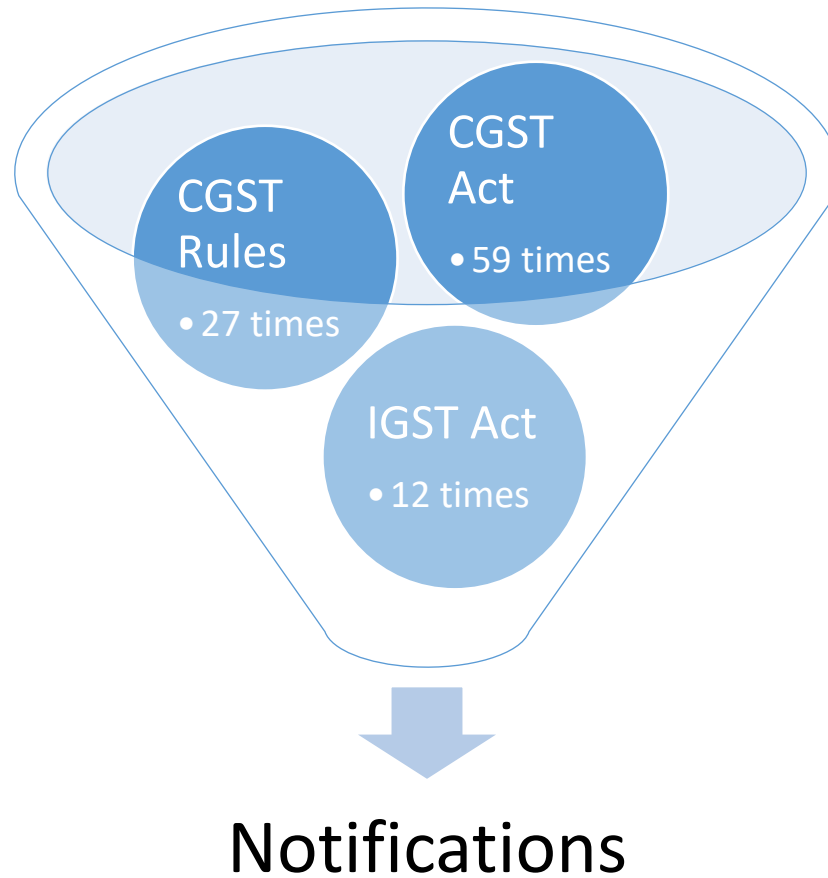 CGST
Rules
• 27 times
CGST
Act
• 59 times
IGST Act
• 12 times
Notifications